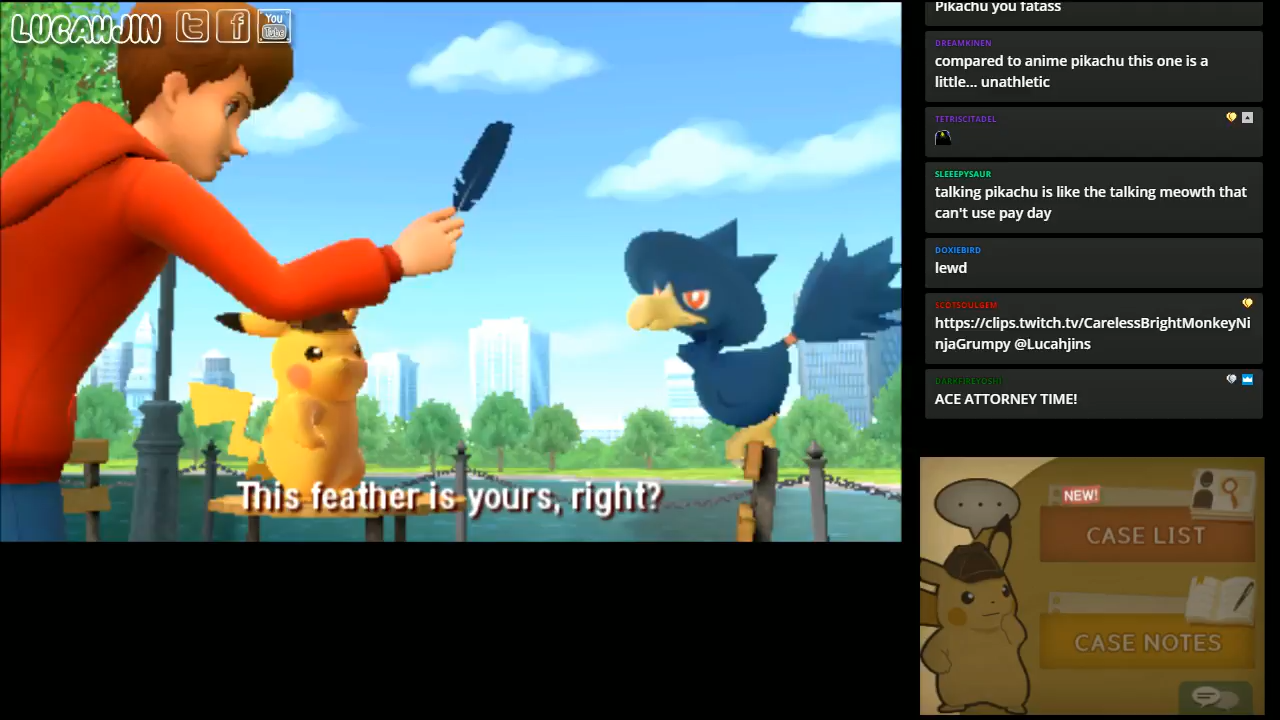 LUCAHJIN
You
Tube
This feather is yours, right?
Pikachu you fatass
DREAMKINEN
compared to anime pikachu this one is a
little... unathletic
TETRISCITADEL
SLEEEPYSAUR
talking pikachu is like the talking meowth that
can't use pay day
DOXIEBIRD
lewd
SCOTSOULGEM
https://clips.twitch.tv/CarelessBrightMonkeyNi
njaGrumpy @Lucahjins
DARKFIREYOSHI
ACE ATTORNEY TIME!
NEW!
CASE LIST
CASE NOTES